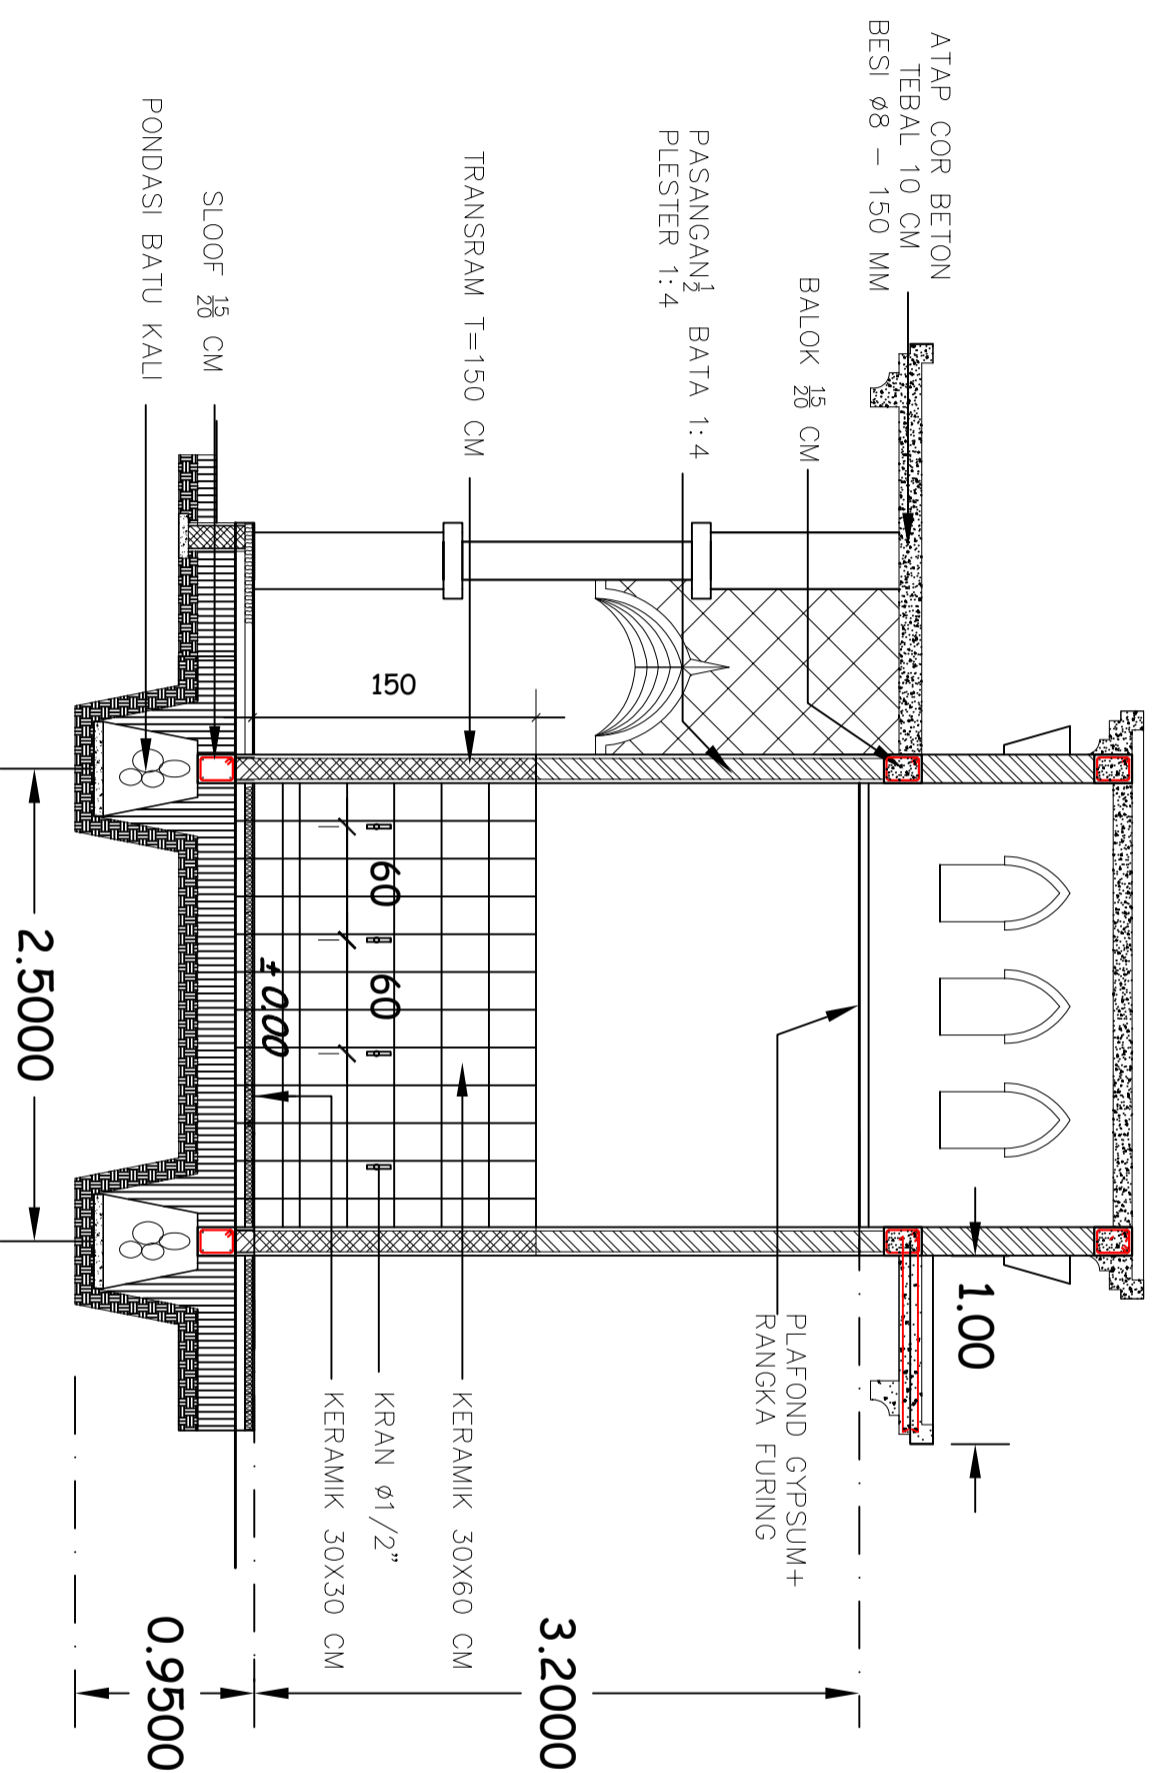 ATAP COR BETON
TEBAL 10 CM
BESI Ø8 - 150 MM
BALOK 15/20 CM
PASANGAN 1/2 BATA 1:4
PLESTER 1:4
TRANSRAM T=150 CM
SLOOF 15/20 CM
PONDASI BATU KALI
150
60
60
± 0.00
2.5000
1.00
PLAFOND GYPSUM+
RANGKA FURING
KERAMIK 30X60 CM
KRAN Ø1/2"
KERAMIK 30X30 CM
3.2000
0.9500